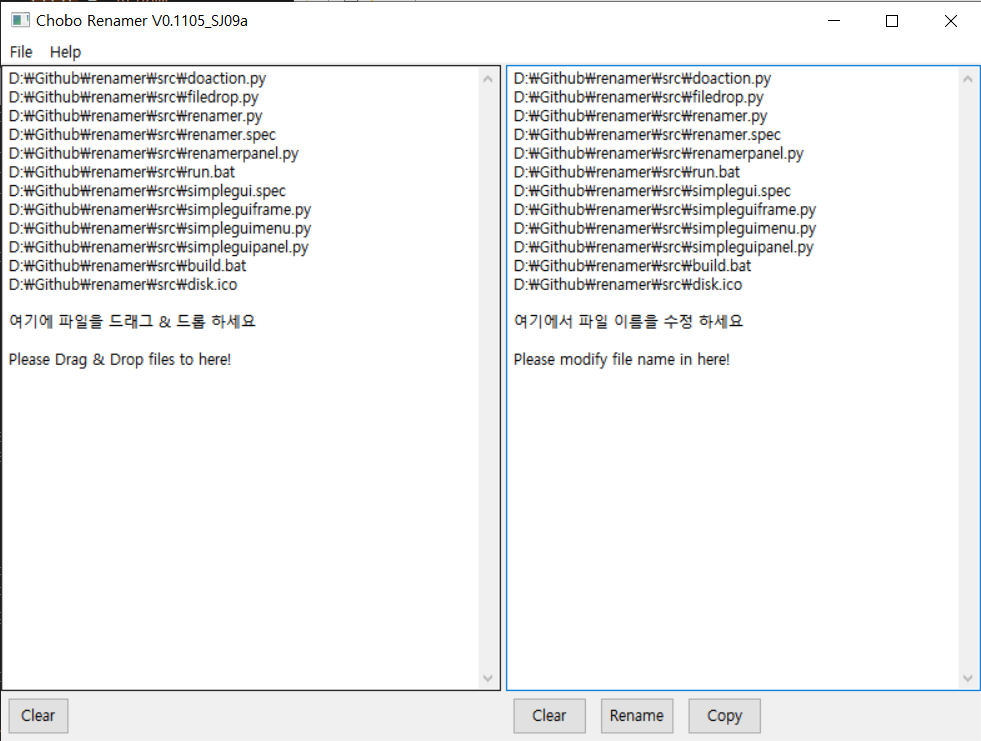 Chobo Renamer V0.1105_SJ09a
File Help
D:₩Github₩renamer₩src₩doaction.py
D:₩Github₩renamer₩src₩filedrop.py
D:₩Github₩renamer₩src₩renamer.py
D:₩Github₩renamer₩src₩renamer.spec
D:₩Github₩renamer₩src₩renamerpanel.py
D:₩Github₩renamer₩src₩run.bat
D:₩Github₩renamer₩src₩simplegui.spec
D:₩Github₩renamer₩src₩simpleguiframe.py
D:₩Github₩renamer₩src₩simpleguimenu.py
D:₩Github₩renamer₩src₩simpleguipanel.py
D:₩Github₩renamer₩src₩build.bat
D:₩Github₩renamer₩src₩disk.ico
여기에 파일을 드래그 & 드롭 하세요
Please Drag & Drop files to here!
D:₩Github₩renamer₩src₩doaction.py
D:₩Github₩renamer₩src₩filedrop.py
D:₩Github₩renamer₩src₩renamer.py
D:₩Github₩renamer₩src₩renamer.spec
D:₩Github₩renamer₩src₩renamerpanel.py
D:₩Github₩renamer₩src₩run.bat
D:₩Github₩renamer₩src₩simplegui.spec
D:₩Github₩renamer₩src₩simpleguiframe.py
D:₩Github₩renamer₩src₩simpleguimenu.py
D:₩Github₩renamer₩src₩simpleguipanel.py
D:₩Github₩renamer₩src₩build.bat
D:₩Github₩renamer₩src₩disk.ico
여기에서 파일 이름을 수정 하세요
Please modify file name in here!
Clear
Clear Rename Copy